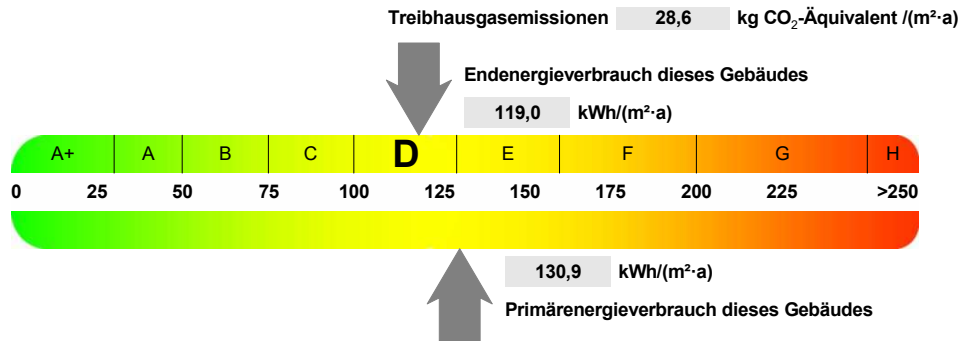 Treibhausgasemissionen 28,6 kg CO₂-Äquivalent /(m²·a)
Endenergieverbrauch dieses Gebäudes
119,0 kWh/(m²·a)
A+ A B C D E F G H
0 25 50 75 100 125 150 175 200 225 >250
130,9 kWh/(m²·a)
Primärenergieverbrauch dieses Gebäudes